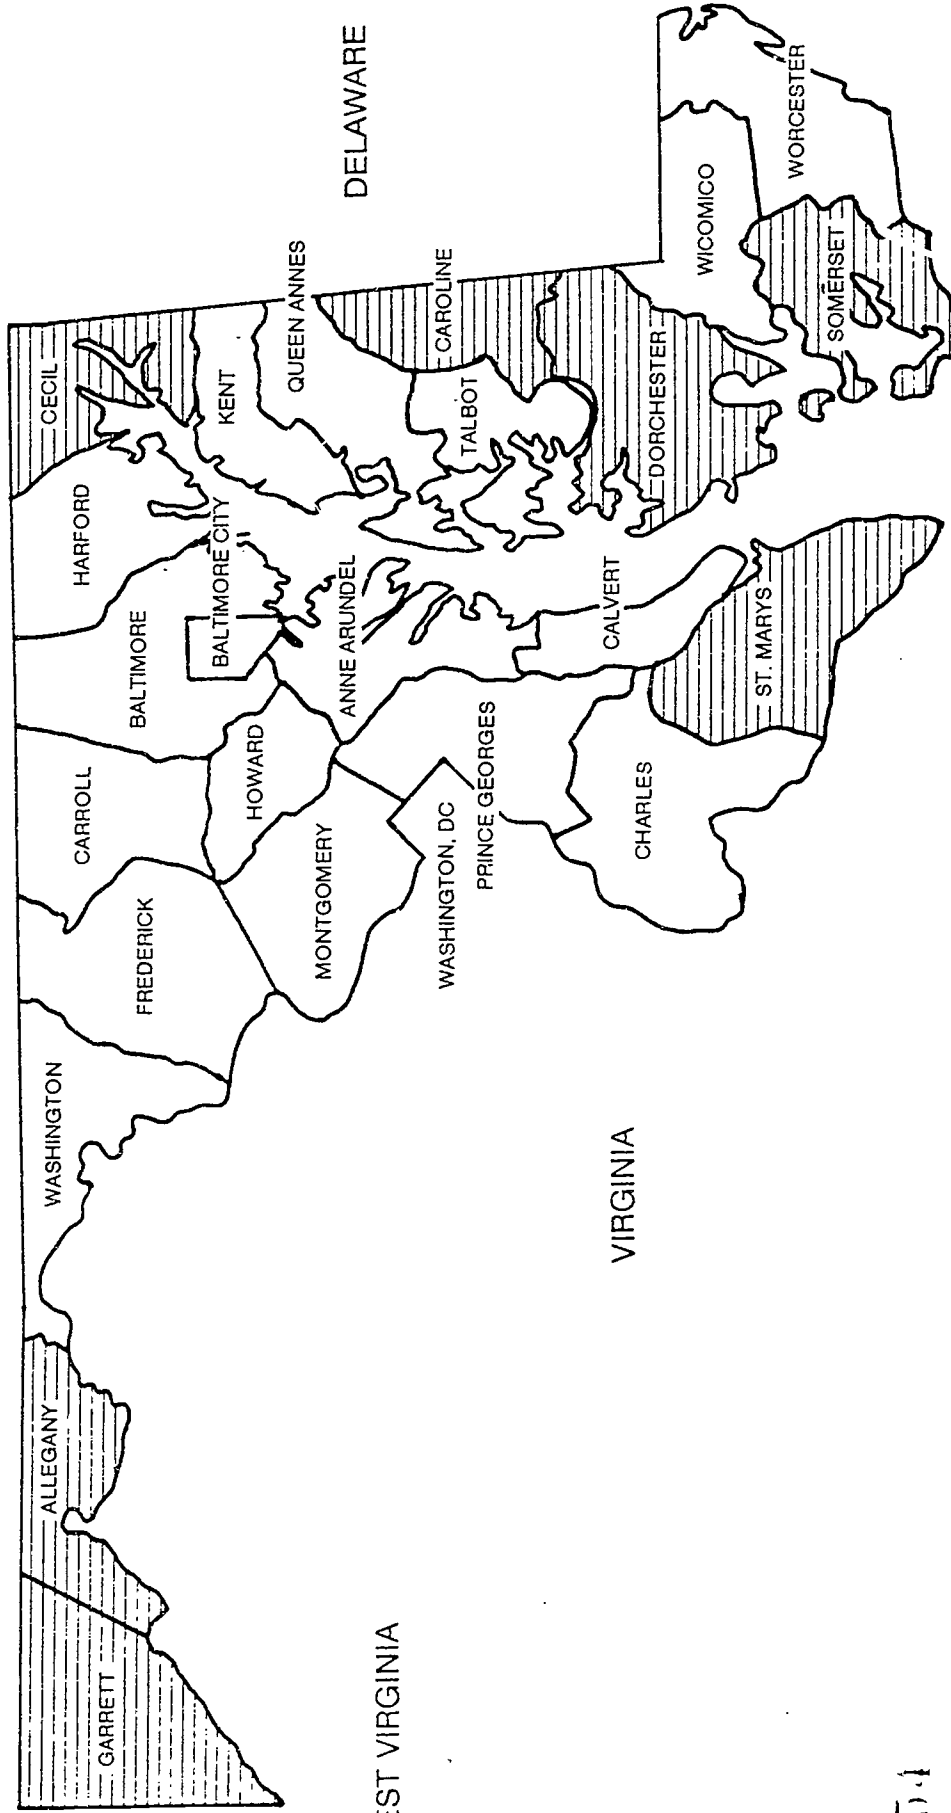 GARRETT
ALLEGANY
WASHINGTON
FREDERICK
CARROLL
BALTIMORE
HARFORD
CECIL
BALTIMORE CITY
KENT
HOWARD
QUEEN ANNES
MONTGOMERY
ANNE ARUNDEL
DELAWARE
EST VIRGINIA
WASHINGTON, DC
PRINCE GEORGES
TALBOT
CAROLINE
VIRGINIA
CHARLES
CALVERT
DORCHESTER
ST. MARYS
WICOMICO
WORCESTER
SOMERSET